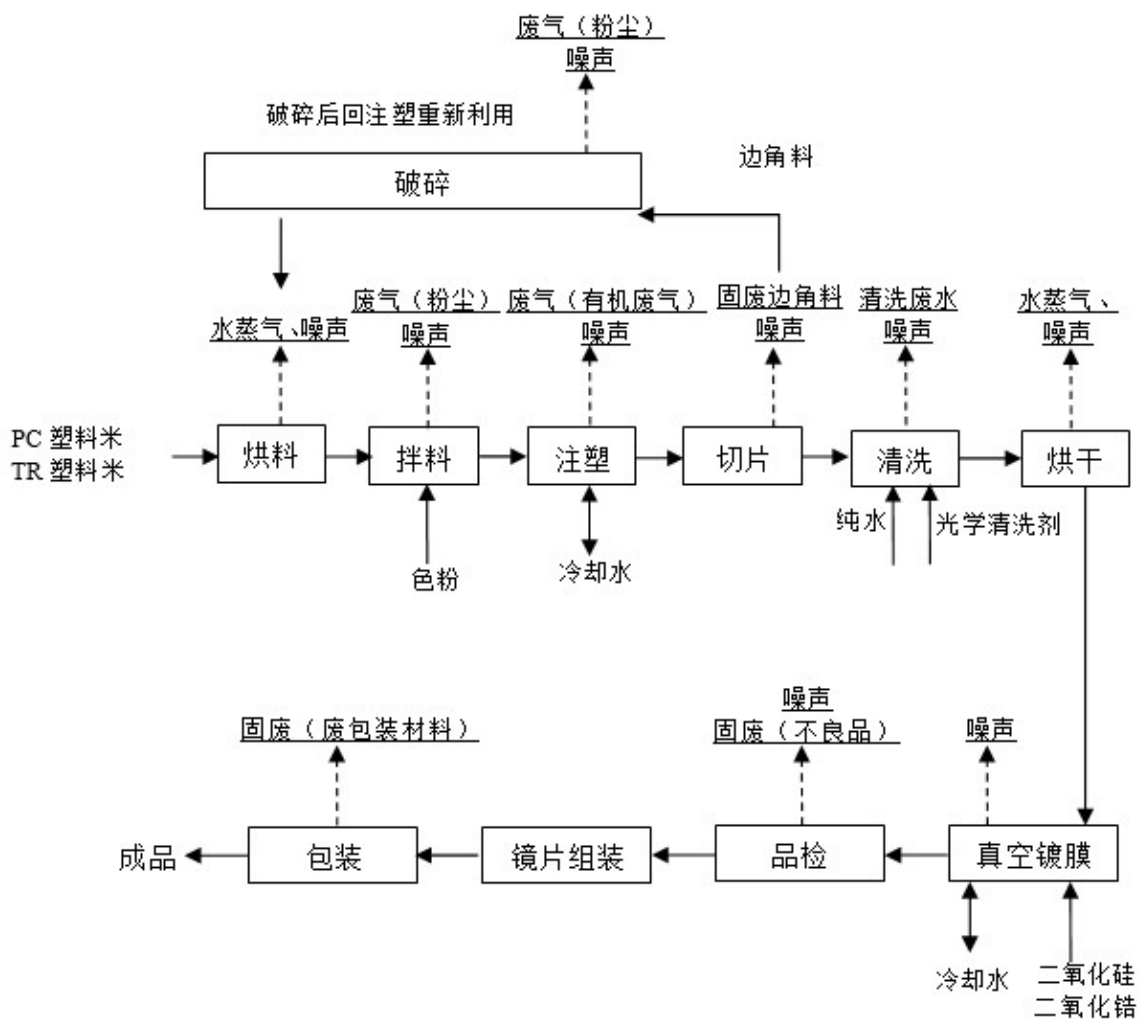 废气（粉尘）
噪声
破碎后回注塑重新利用
边角料
破碎
废气（粉尘）
噪声
废气（有机废气）
噪声
固废边角料
噪声
清洗废水
噪声
水蒸气、
噪声
水蒸气、噪声
PC 塑料米
TR 塑料米
烘料
拌料
注塑
切片
清洗
烘干
纯水
光学清洗剂
色粉
冷却水
噪声
固废（不良品）
固废（废包装材料）
噪声
成品
包装
镜片组装
品检
真空镀膜
冷却水
二氧化硅
二氧化锆